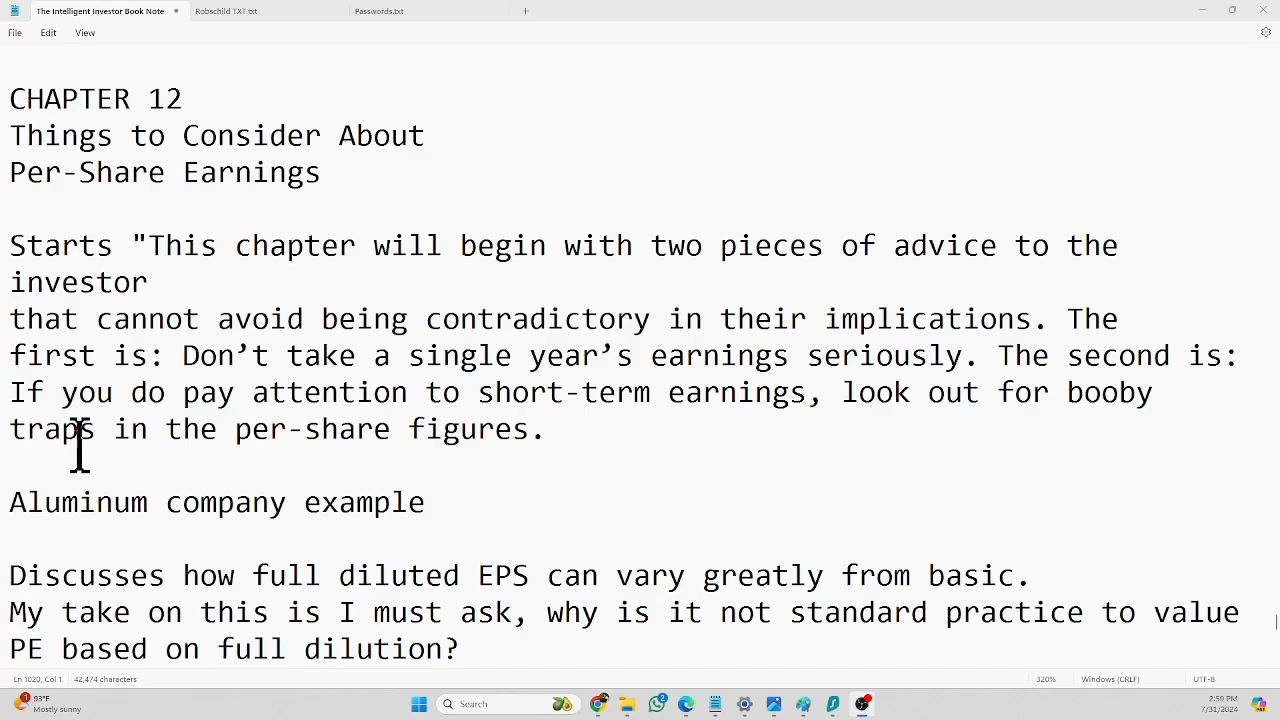 The Intelligent Investor Book Note
Robschild TXT.txt
Passwords.txt
File
Edit
View
CHAPTER 12
Things to Consider About
Per-Share Earnings
Starts "This chapter will begin with two pieces of advice to the
investor
that cannot avoid being contradictory in their implications. The
first is: Don’t take a single year’s earnings seriously. The second is:
If you do pay attention to short-term earnings, look out for booby
traps in the per-share figures.
Aluminum company example
Discusses how full diluted EPS can vary greatly from basic.
My take on this is I must ask, why is it not standard practice to value
PE based on full dilution?
Ln 1020, Col 1
42,474 characters
320%
Windows (CRLF)
UTF-8
1
93°F
Mostly sunny
Search
2
2:59 PM
7/31/2024